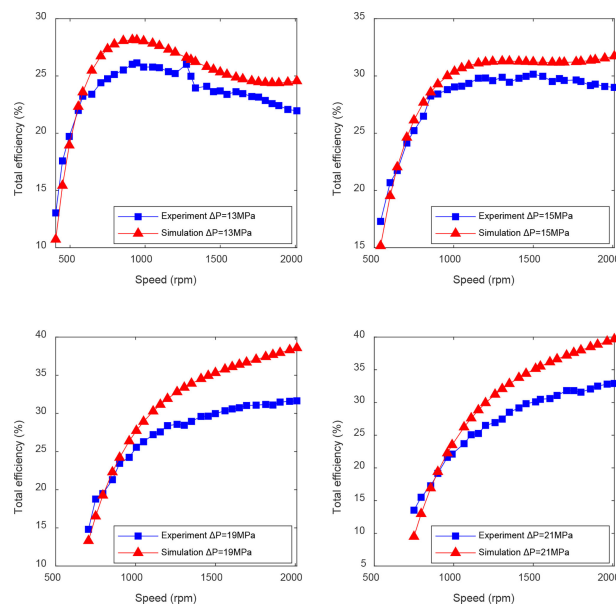 30
25
20
15
10
Total efficiency (%)
500
1000
1500
2000
Speed (rpm)
Experiment ΔP=13MPa
Simulation ΔP=13MPa
35
30
25
20
15
Total efficiency (%)
500
1000
1500
2000
Speed (rpm)
Experiment ΔP=15MPa
Simulation ΔP=15MPa
40
35
30
25
20
15
10
Total efficiency (%)
500
1000
1500
2000
Speed (rpm)
Experiment ΔP=19MPa
Simulation ΔP=19MPa
40
35
30
25
20
15
10
5
Total efficiency (%)
500
1000
1500
2000
Speed (rpm)
Experiment ΔP=21MPa
Simulation ΔP=21MPa